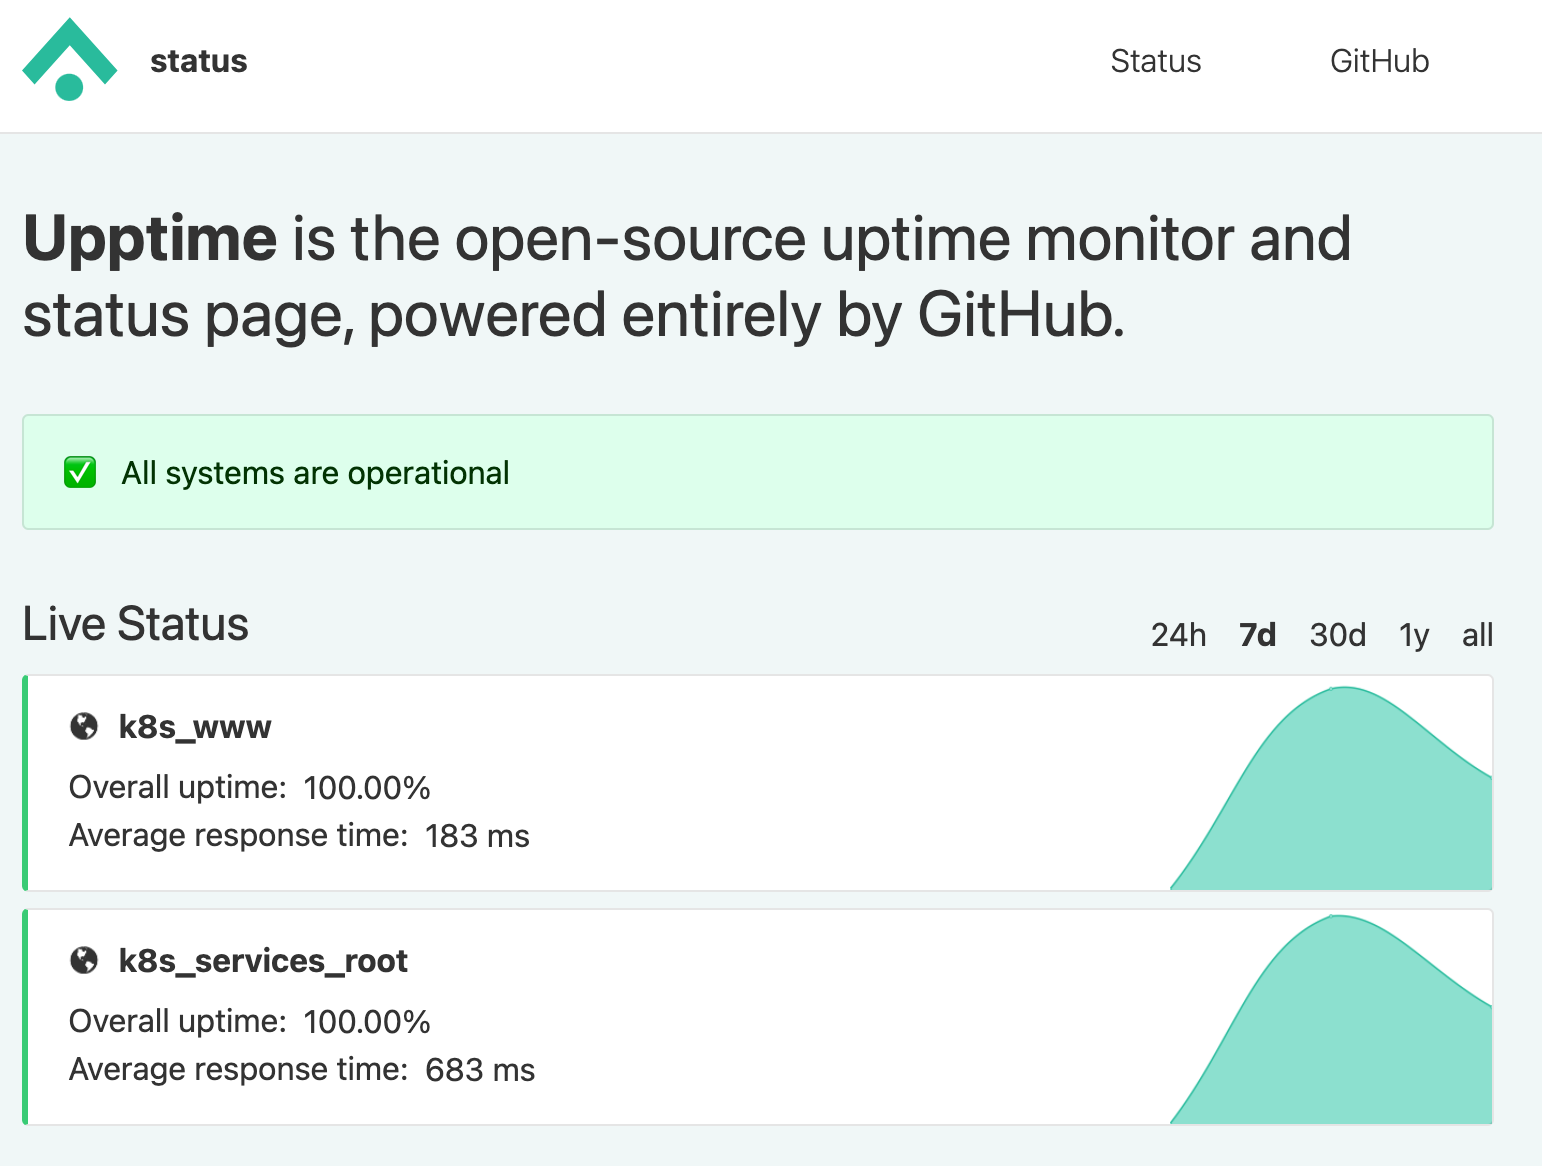 status
Status
GitHub
Upptime is the open-source uptime monitor and
status page, powered entirely by GitHub.
✅ All systems are operational
Live Status
24h 7d 30d 1y all
k8s_www
Overall uptime: 100.00%
Average response time: 183 ms
k8s_services_root
Overall uptime: 100.00%
Average response time: 683 ms